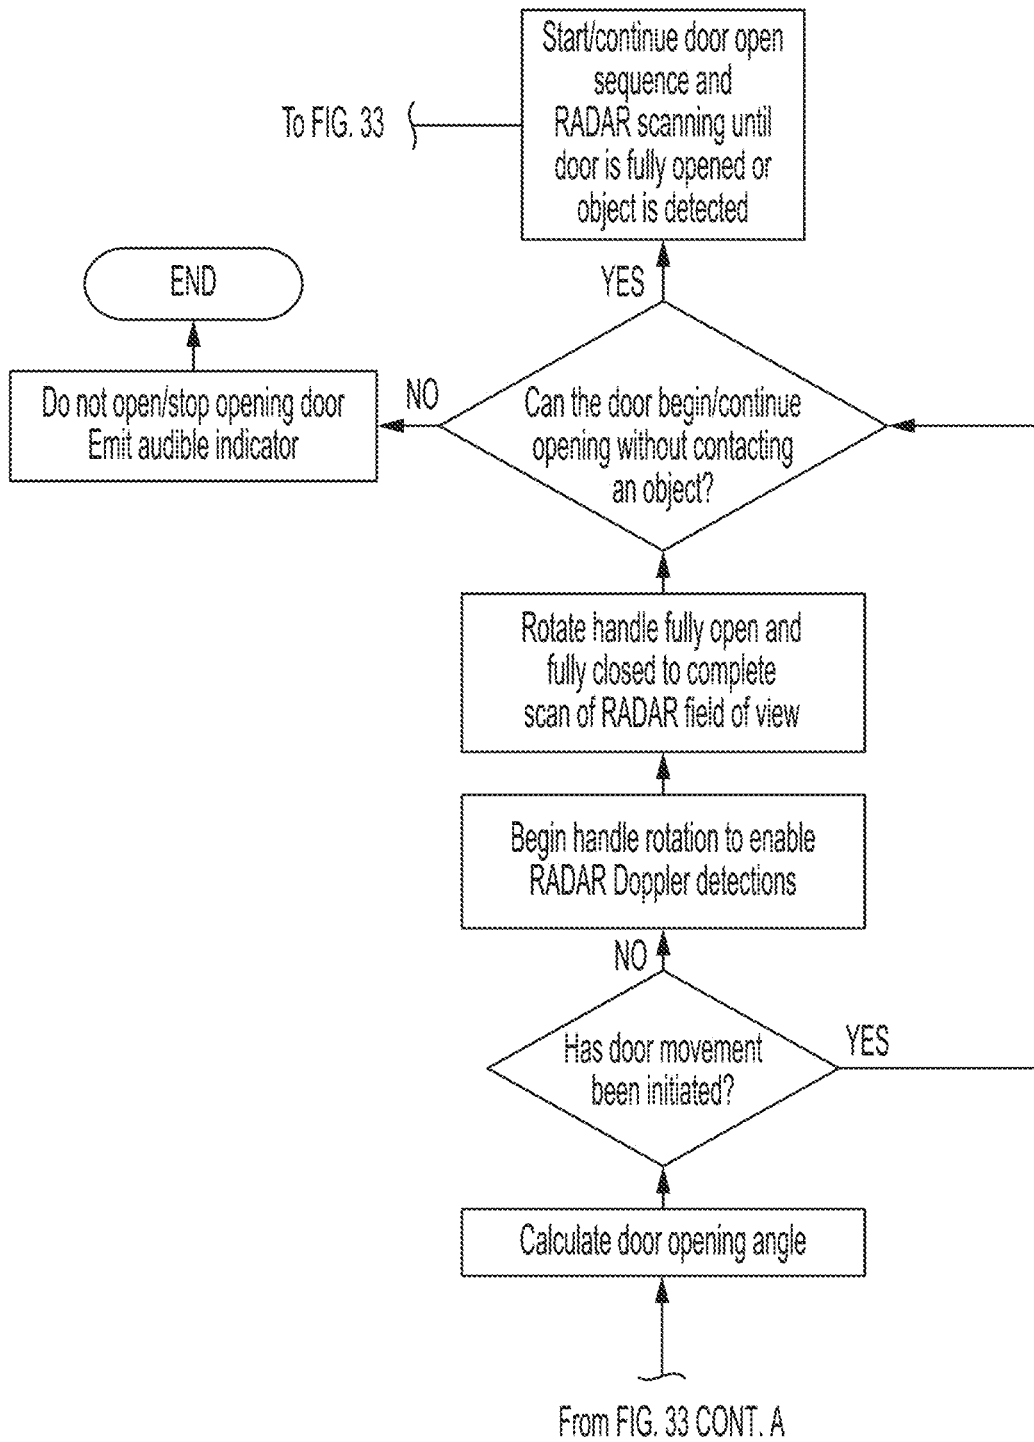 Start/continue door open
sequence and
RADAR scanning until
door is fully opened or
object is detected
To FIG. 33
END
YES
Do not open/stop opening door
Emit audible indicator
NO
Can the door begin/continue
opening without contacting
an object?
Rotate handle fully open and
fully closed to complete
scan of RADAR field of view
Begin handle rotation to enable
RADAR Doppler detections
NO
Has door movement
been initiated?
YES
Calculate door opening angle
From FIG. 33 CONT. A